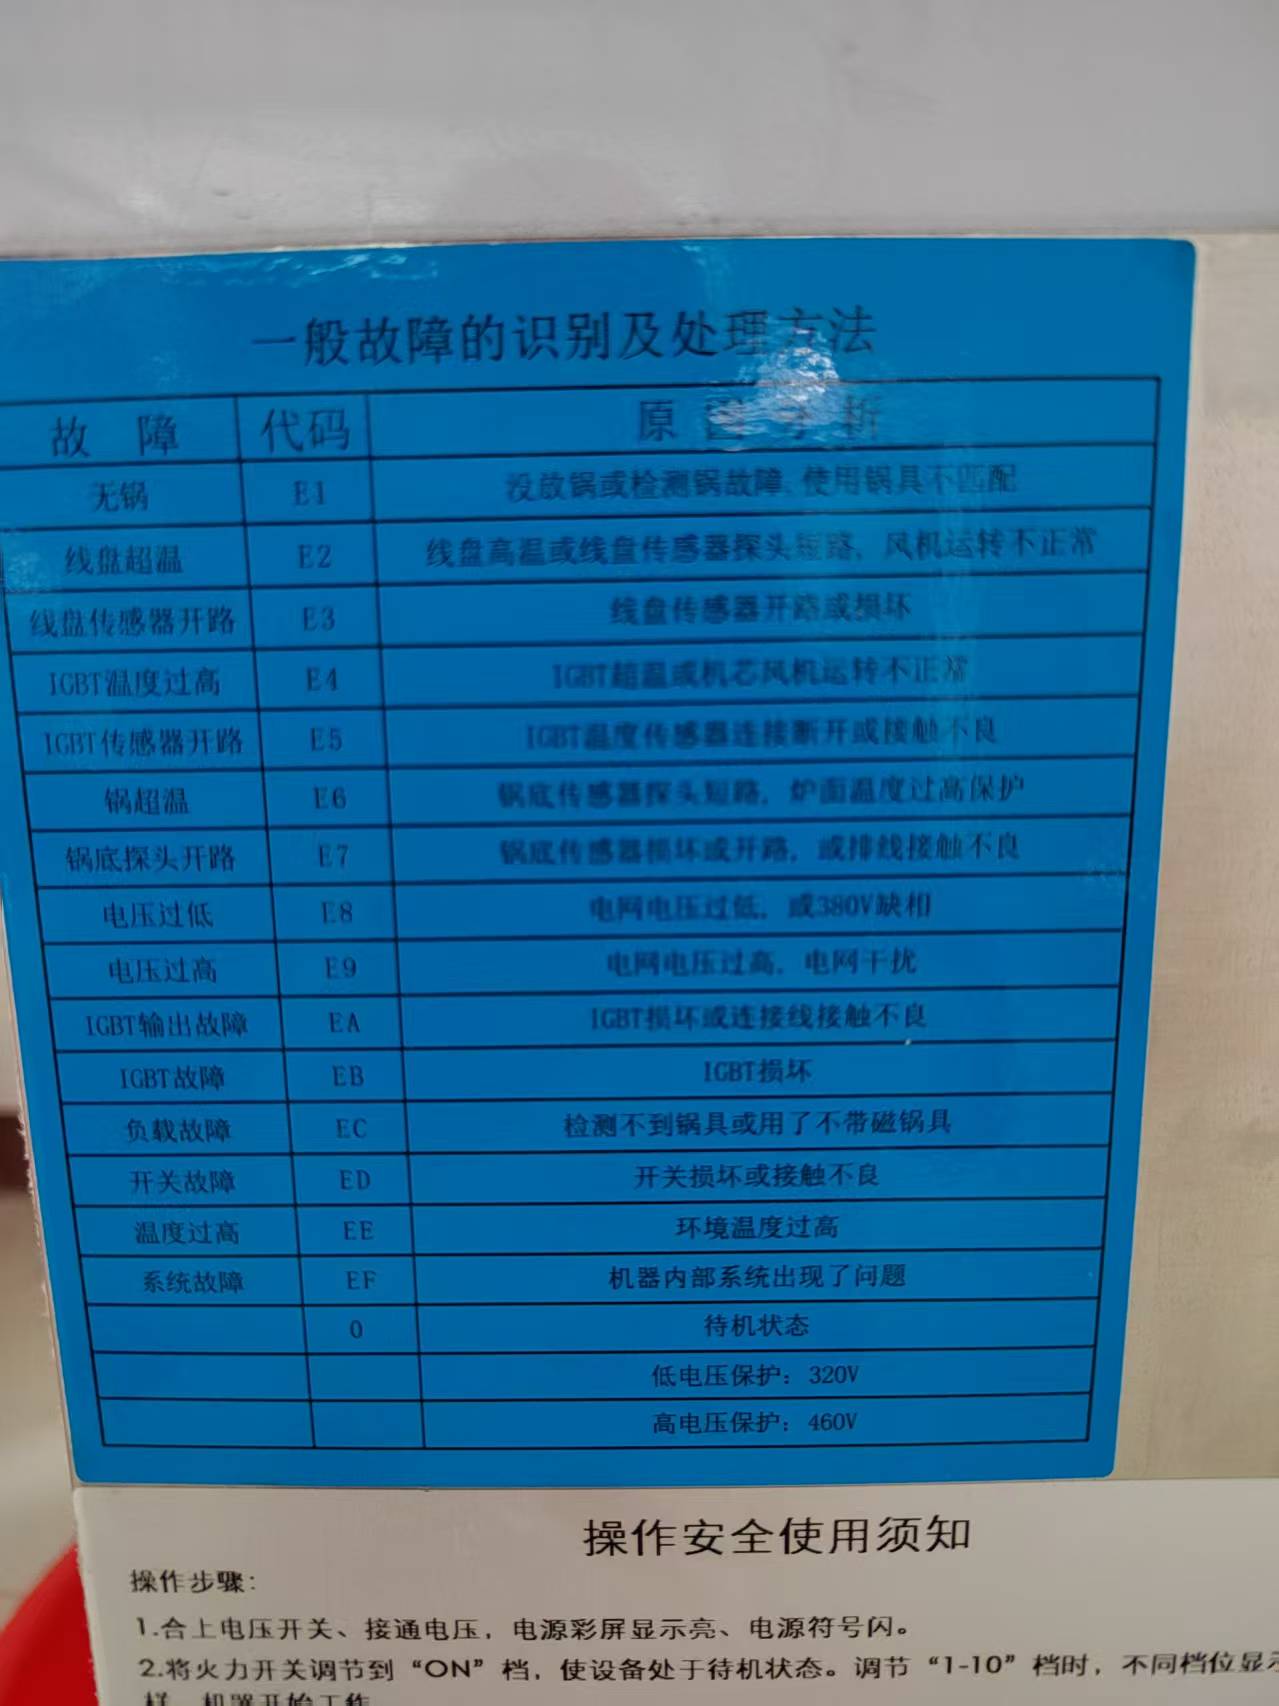 一般故障的识别及处理方法
故 障 代码 原 因 分 析
无锅 E1 没放锅或检测锅故障、使用锅具不匹配
线盘超温 E2 线盘高温或线盘传感器探头短路，风机运转不正常
线盘传感器开路 E3 线盘传感器开路或损坏
IGBT温度过高 E4 IGBT超温或机芯风机运转不正常
IGBT传感器开路 E5 IGBT温度传感器连接断开或接触不良
锅超温 E6 锅底传感器探头短路，炉面温度过高保护
锅底探头开路 E7 锅底传感器损坏或开路，或排线接触不良
电压过低 E8 电网电压过低，或380V缺相
电压过高 E9 电网电压过高，电网干扰
IGBT输出故障 EA IGBT损坏或连接线接触不良
IGBT故障 EB IGBT损坏
负载故障 EC 检测不到锅具或用了不带磁锅具
开关故障 ED 开关损坏或接触不良
温度过高 EE 环境温度过高
系统故障 EF 机器内部系统出现了问题
0 待机状态
低电压保护：320V
高电压保护：460V
操作安全使用须知
操作步骤：
1.合上电压开关、接通电压，电源彩屏显示亮、电源符号闪。
2.将火力开关调节到“ON”档，使设备处于待机状态。调节“1-10”档时，不同档位显示
样，机器开始工作